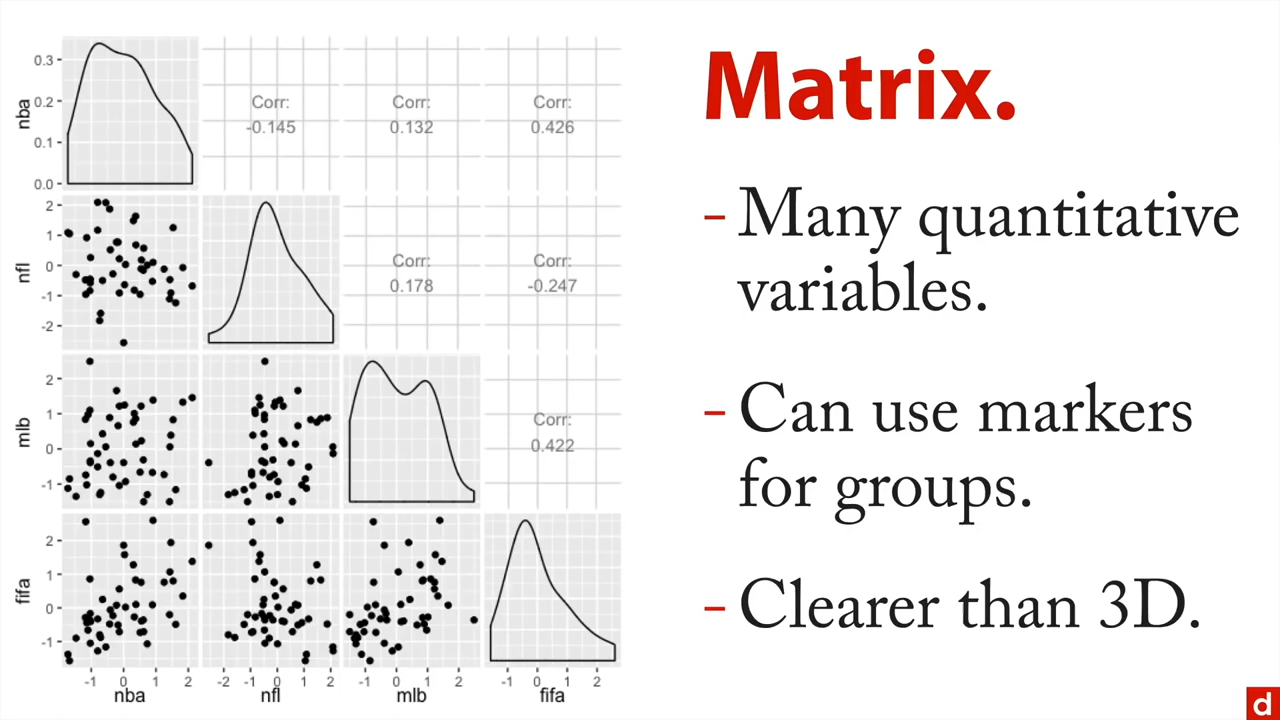 Matrix.
- Many quantitative
variables.
- Can use markers
for groups.
- Clearer than 3D.
nba
0.3
0.2
0.1
0.0
Corr:
-0.145
Corr:
0.132
Corr:
0.426
nfl
2
1
0
-1
-2
Corr:
0.178
Corr:
-0.247
mlb
2
1
0
-1
Corr:
0.422
fifa
2
1
0
-1
-1 0 1 2
nba
-2 -1 0 1 2
nfl
-1 0 1 2
mlb
-1 0 1 2
fifa
d